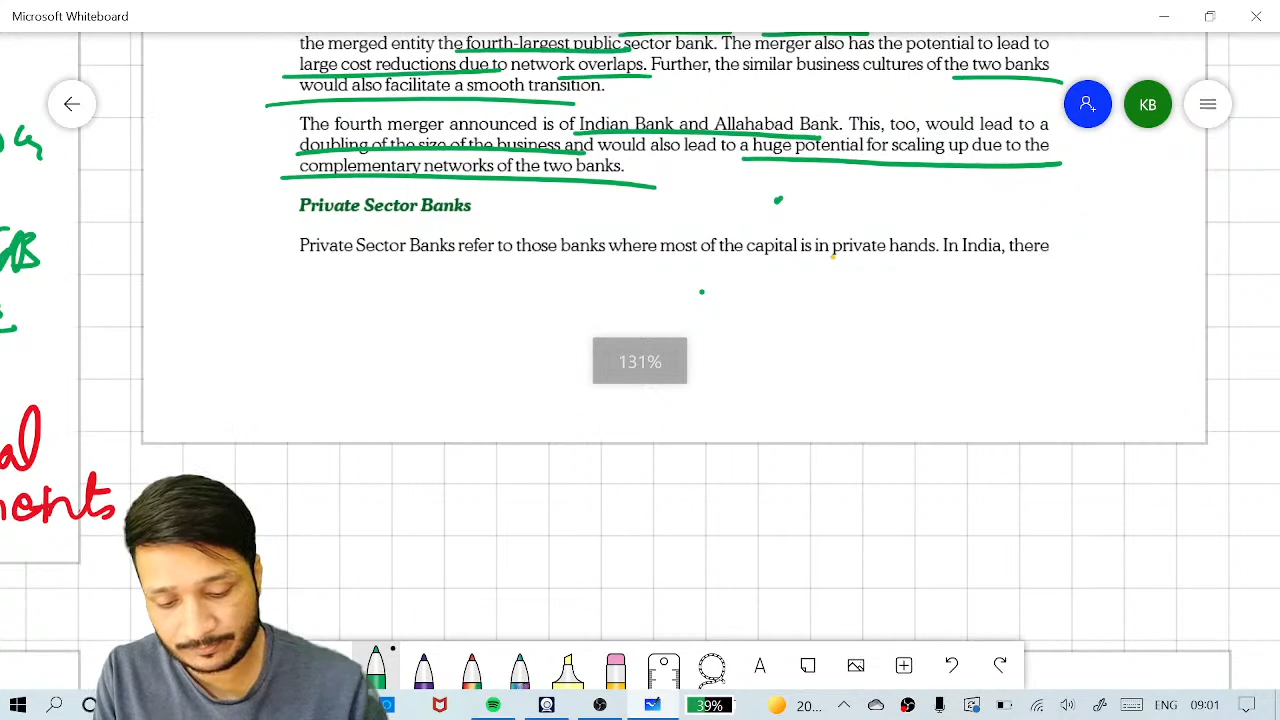 Microsoft Whiteboard
the merged entity the fourth-largest public sector bank. The merger also has the potential to lead to
large cost reductions due to network overlaps. Further, the similar business cultures of the two banks
would also facilitate a smooth transition.
KB
The fourth merger announced is of Indian Bank and Allahabad Bank. This, too, would lead to a
doubling of the size of the business and would also lead to a huge potential for scaling up due to the
complementary networks of the two banks.
Private Sector Banks
Private Sector Banks refer to those banks where most of the capital is in private hands. In India, there
131%
A
39%
20...
ENG
09:01